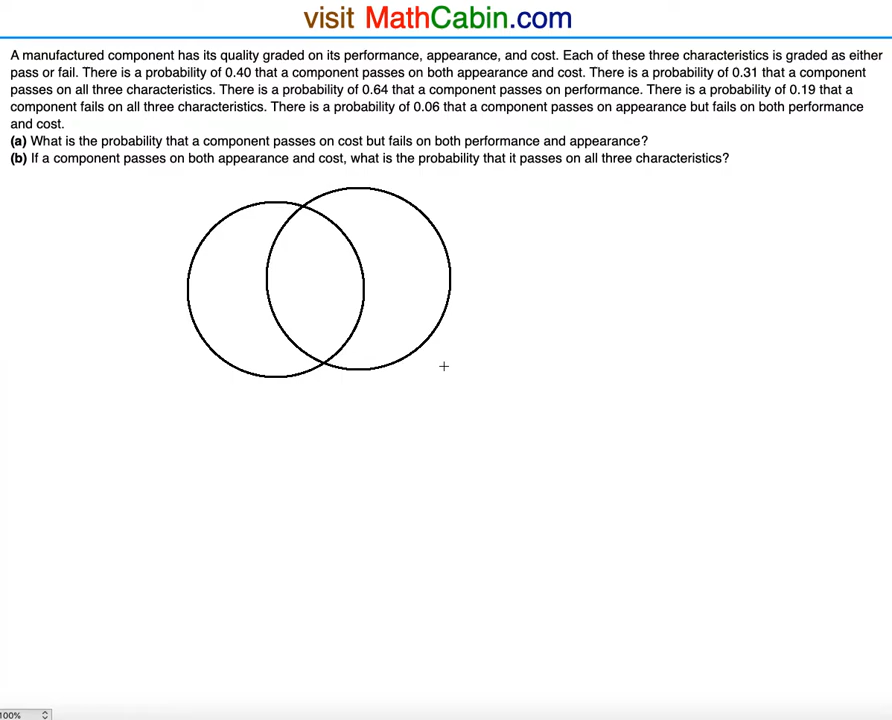 visit MathCabin.com
A manufactured component has its quality graded on its performance, appearance, and cost. Each of these three characteristics is graded as either
pass or fail. There is a probability of 0.40 that a component passes on both appearance and cost. There is a probability of 0.31 that a component
passes on all three characteristics. There is a probability of 0.64 that a component passes on performance. There is a probability of 0.19 that a
component fails on all three characteristics. There is a probability of 0.06 that a component passes on appearance but fails on both performance
and cost.
(a) What is the probability that a component passes on cost but fails on both performance and appearance?
(b) If a component passes on both appearance and cost, what is the probability that it passes on all three characteristics?
100%